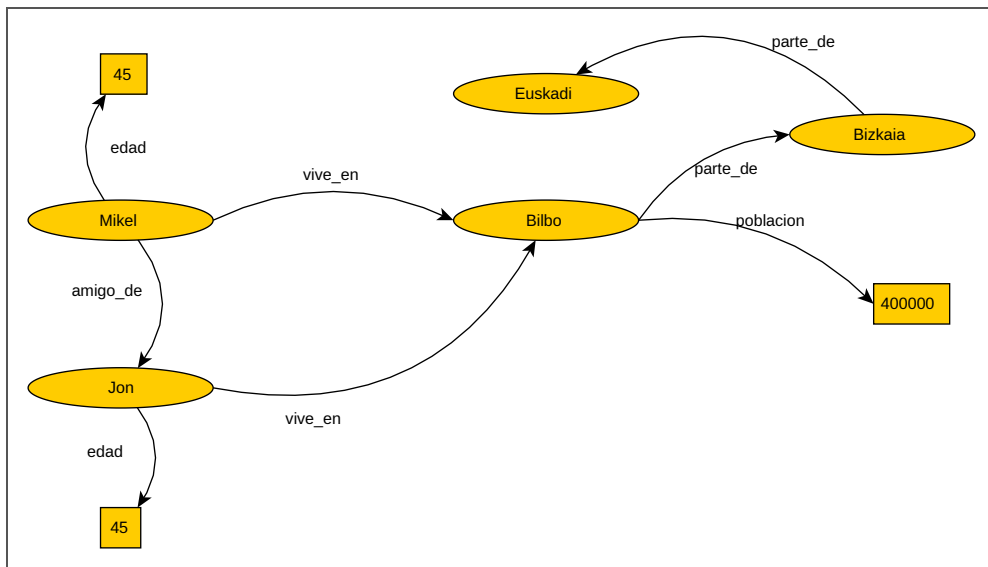 parte_de
45
Euskadi
Bizkaia
edad
parte_de
vive_en
Mikel
Bilbo
poblacion
amigo_de
400000
Jon
vive_en
edad
45